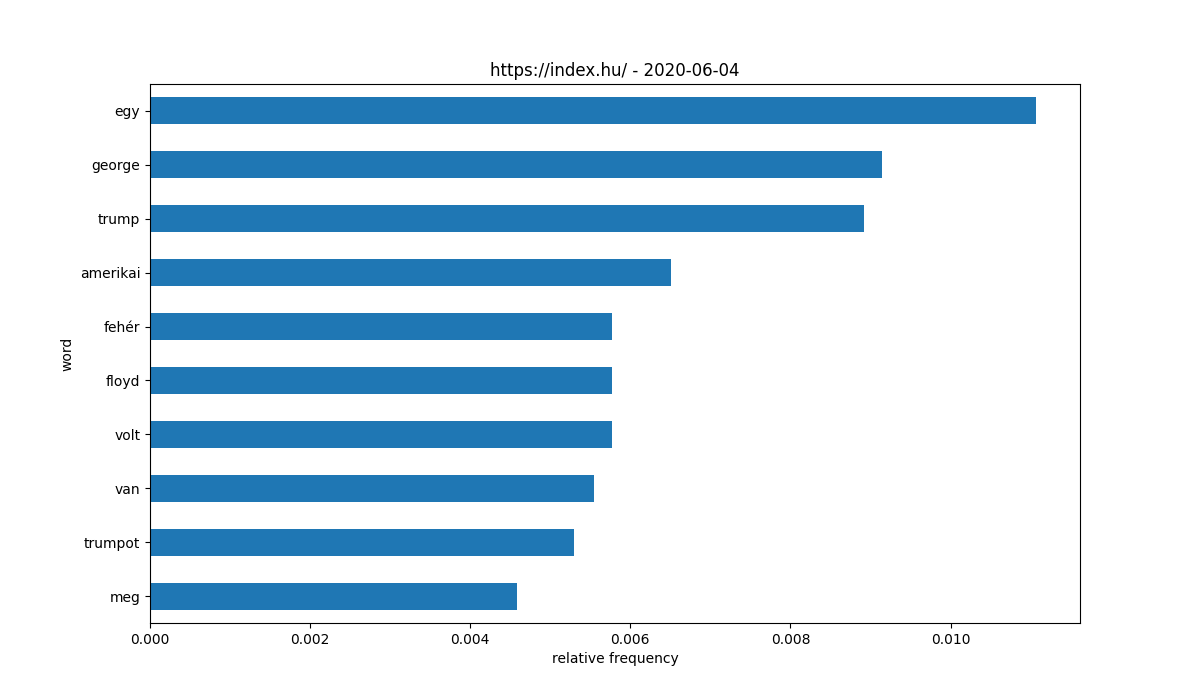 https://index.hu/ - 2020-06-04
egy
george
trump
amerikai
fehér
floyd
volt
van
trumpot
meg
word
0.000 0.002 0.004 0.006 0.008 0.010
relative frequency